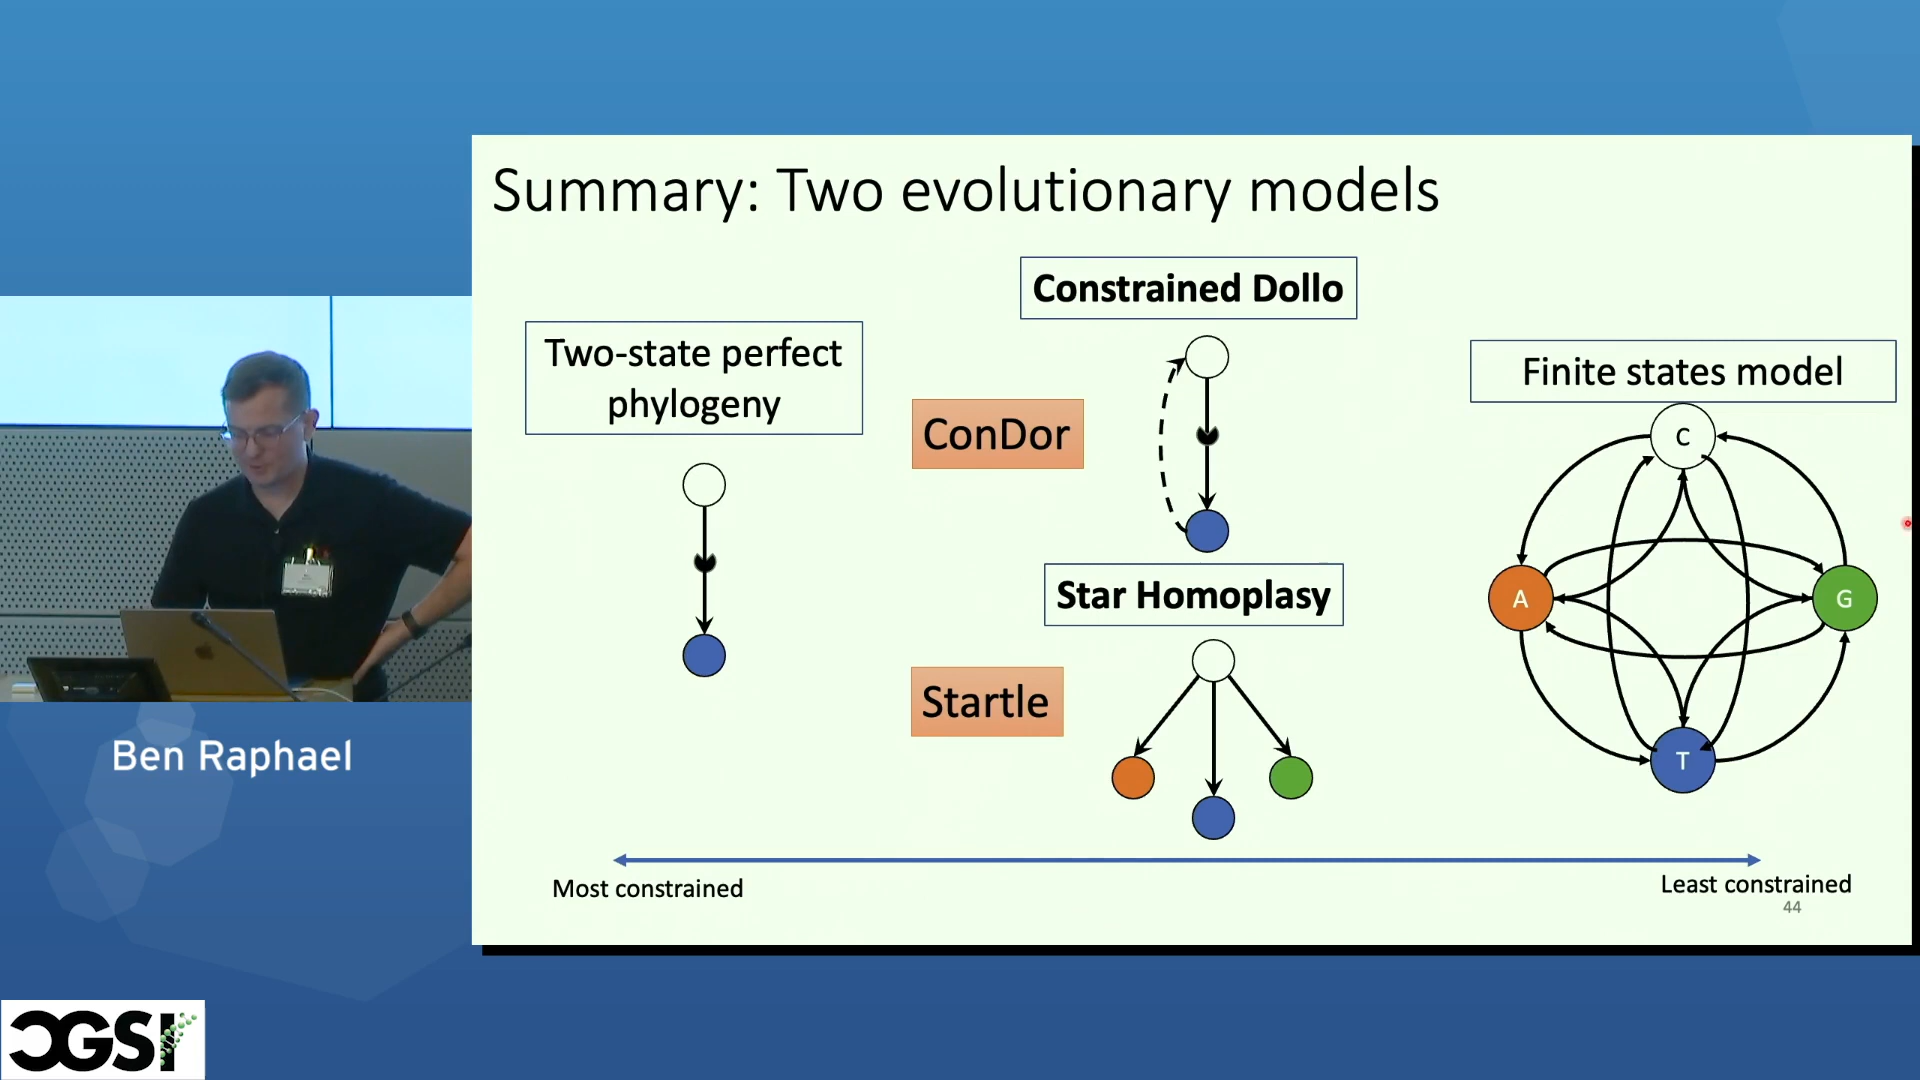 Summary: Two evolutionary models
Two-state perfect
phylogeny
Constrained Dollo
ConDor
Star Homoplasy
Startle
Finite states model
C
A
G
T
Most constrained
Least constrained
44
Ben Raphael
CGSI